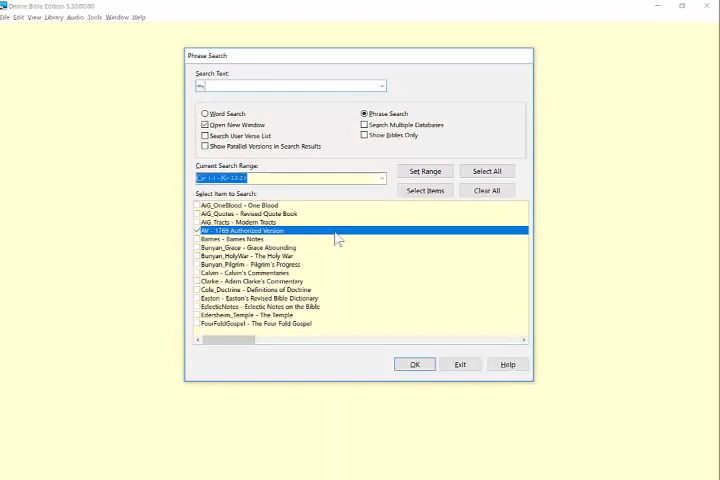 Online Bible Edition 5.30.00.00
File Edit View Library Audio Tools Window Help
Phrase Search
Search Text:
Word Search
Phrase Search
Open New Window
Search Multiple Databases
Search User Verse List
Show Bibles Only
Show Parallel Versions in Search Results
Current Search Range:
Set Range
Select All
Select Items
Clear All
Select Item to Search:
AiG_OneBlood - One Blood
AiG_Quotes - Revised Quote Book
AiG_Tracts - Modern Tracts
AV - 1769 Authorized Version
Barnes - Barnes Notes
Bunyan_Grace - Grace Abounding
Bunyan_HolyWar - The Holy War
Bunyan_Pilgrim - Pilgrim's Progress
Calvin - Calvin's Commentaries
Clarke - Adam Clarke's Commentary
Cole_Doctrine - Definitions of Doctrine
Easton - Easton's Revised Bible Dictionary
EclecticNotes - Eclectic Notes on the Bible
Edersheim_Temple - The Temple
FourFoldGospel - The Four Fold Gospel
OK
Exit
Help